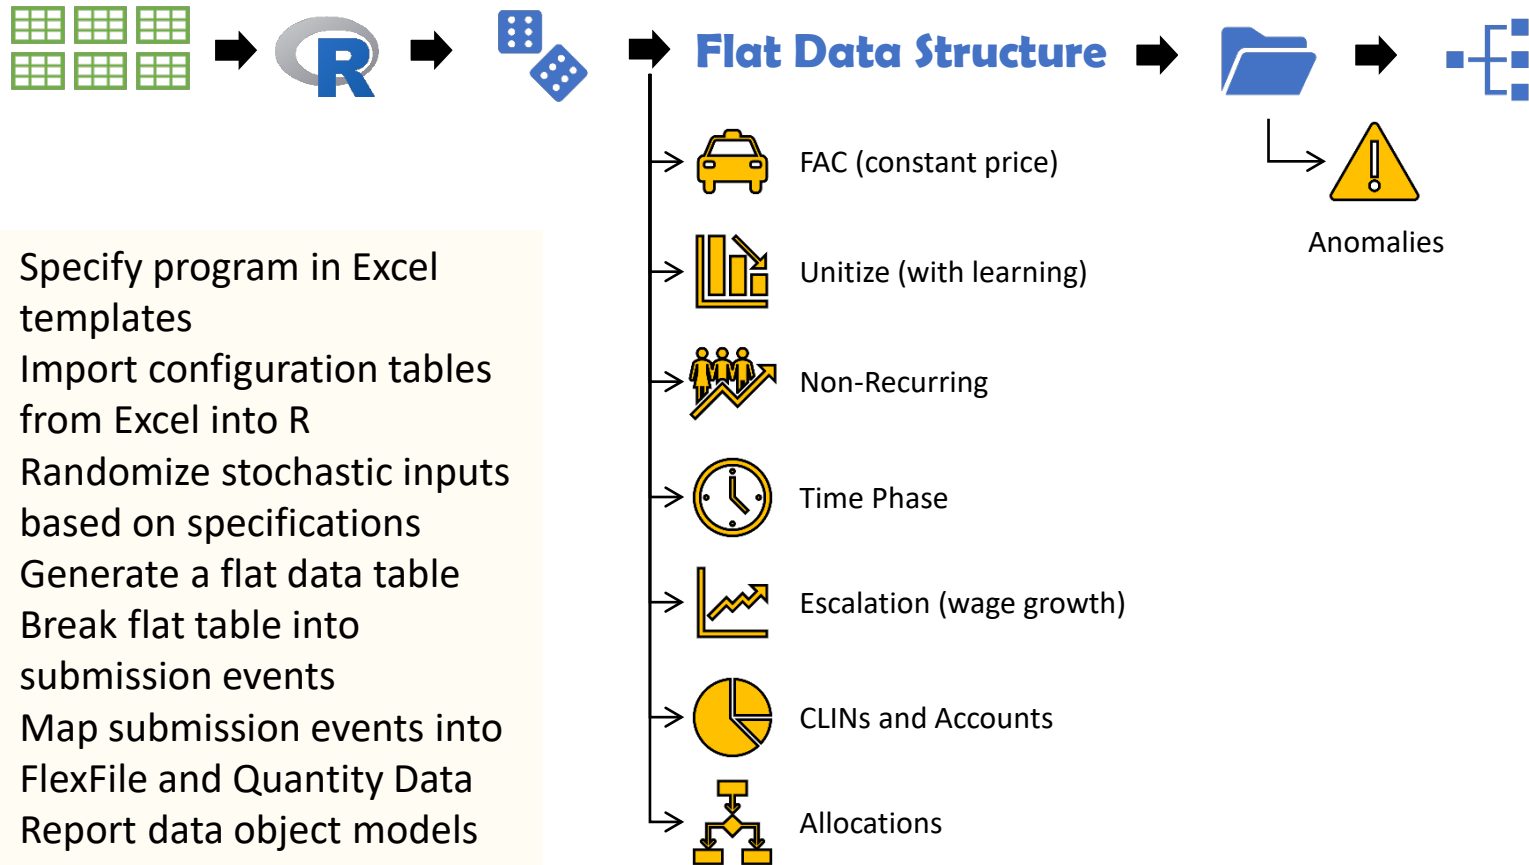 R
Flat Data Structure
FAC (constant price)
Anomalies
Unitize (with learning)
Non-Recurring
Time Phase
Escalation (wage growth)
CLINs and Accounts
Allocations
Specify program in Excel
templates
Import configuration tables
from Excel into R
Randomize stochastic inputs
based on specifications
Generate a flat data table
Break flat table into
submission events
Map submission events into
FlexFile and Quantity Data
Report data object models